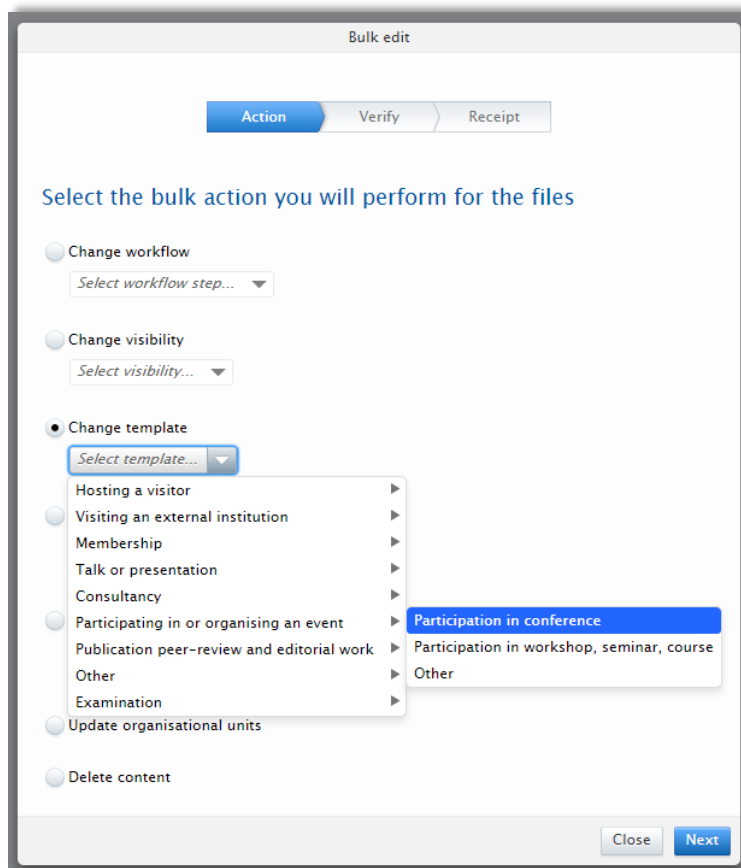 Bulk edit
Action Verify Receipt
Select the bulk action you will perform for the files
Change workflow
Select workflow step...
Change visibility
Select visibility...
Change template
Select template...
Hosting a visitor
Visiting an external institution
Membership
Talk or presentation
Consultancy
Participating in or organising an event
Participation in conference
Publication peer-review and editorial work
Participation in workshop, seminar, course
Other
Other
Examination
Update organisational units
Delete content
Close Next